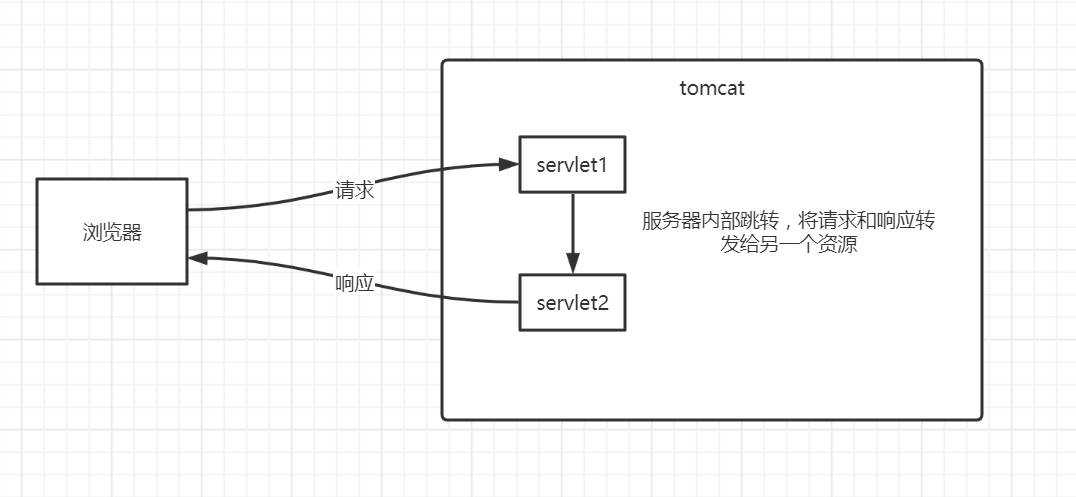 tomcat
servlet1
请求
浏览器
服务器内部跳转，将请求和响应转
发给另一个资源
响应
servlet2